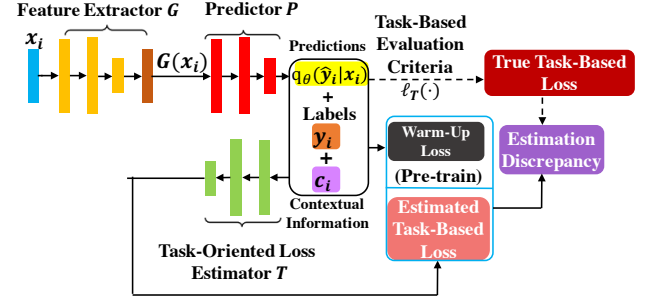 Feature Extractor G
Predictor P
x_i
G(x_i)
Predictions
q_θ(ŷ_i|x_i)
+
Labels
y_i
+
c_i
Contextual
Information
Task-Based
Evaluation
Criteria
ℓ_T(·)
True Task-Based
Loss
Warm-Up
Loss
(Pre-train)
Estimated
Task-Based
Loss
Estimation
Discrepancy
Task-Oriented Loss
Estimator T